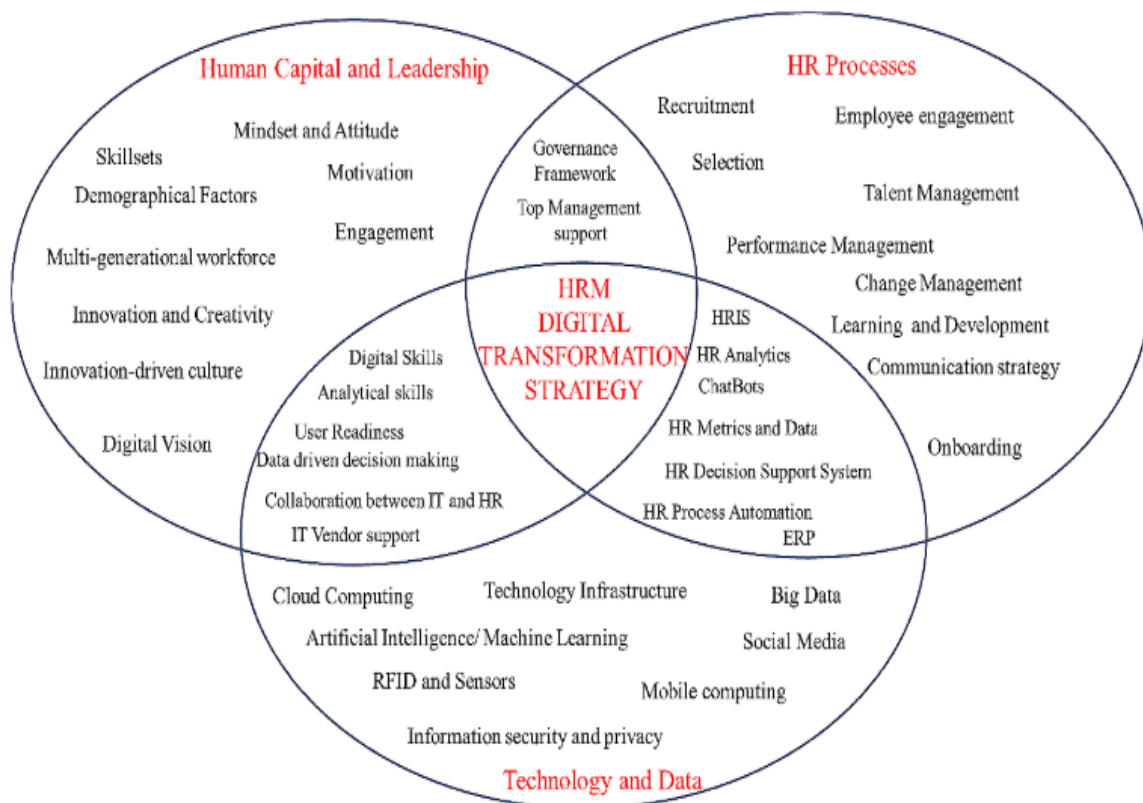 Human Capital and Leadership
Mindset and Attitude
Skillsets
Motivation
Demographical Factors
Engagement
Multi-generational workforce
Innovation and Creativity
Innovation-driven culture
Digital Vision
Governance
Framework
Top Management
support
HR Processes
Recruitment
Employee engagement
Selection
Talent Management
Performance Management
Change Management
Learning and Development
Communication strategy
Onboarding
HRM
DIGITAL
TRANSFORMATION
STRATEGY
Digital Skills
Analytical skills
User Readiness
Data driven decision making
Collaboration between IT and HR
IT Vendor support
HRIS
HR Analytics
ChatBots
HR Metrics and Data
HR Decision Support System
HR Process Automation
ERP
Cloud Computing
Technology Infrastructure
Big Data
Artificial Intelligence/ Machine Learning
Social Media
RFID and Sensors
Mobile computing
Information security and privacy
Technology and Data